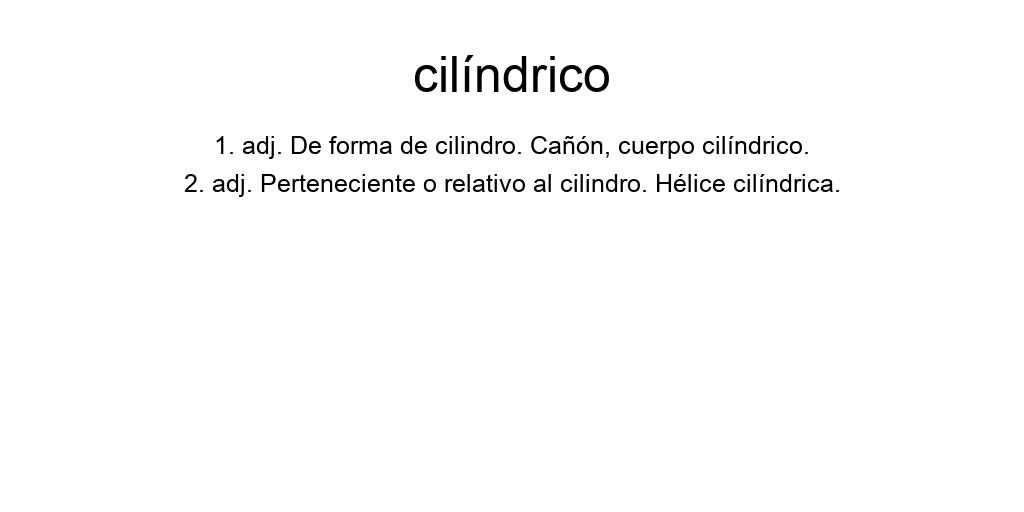 cilíndrico
1. adj. De forma de cilindro. Cañón, cuerpo cilíndrico.
2. adj. Perteneciente o relativo al cilindro. Hélice cilíndrica.